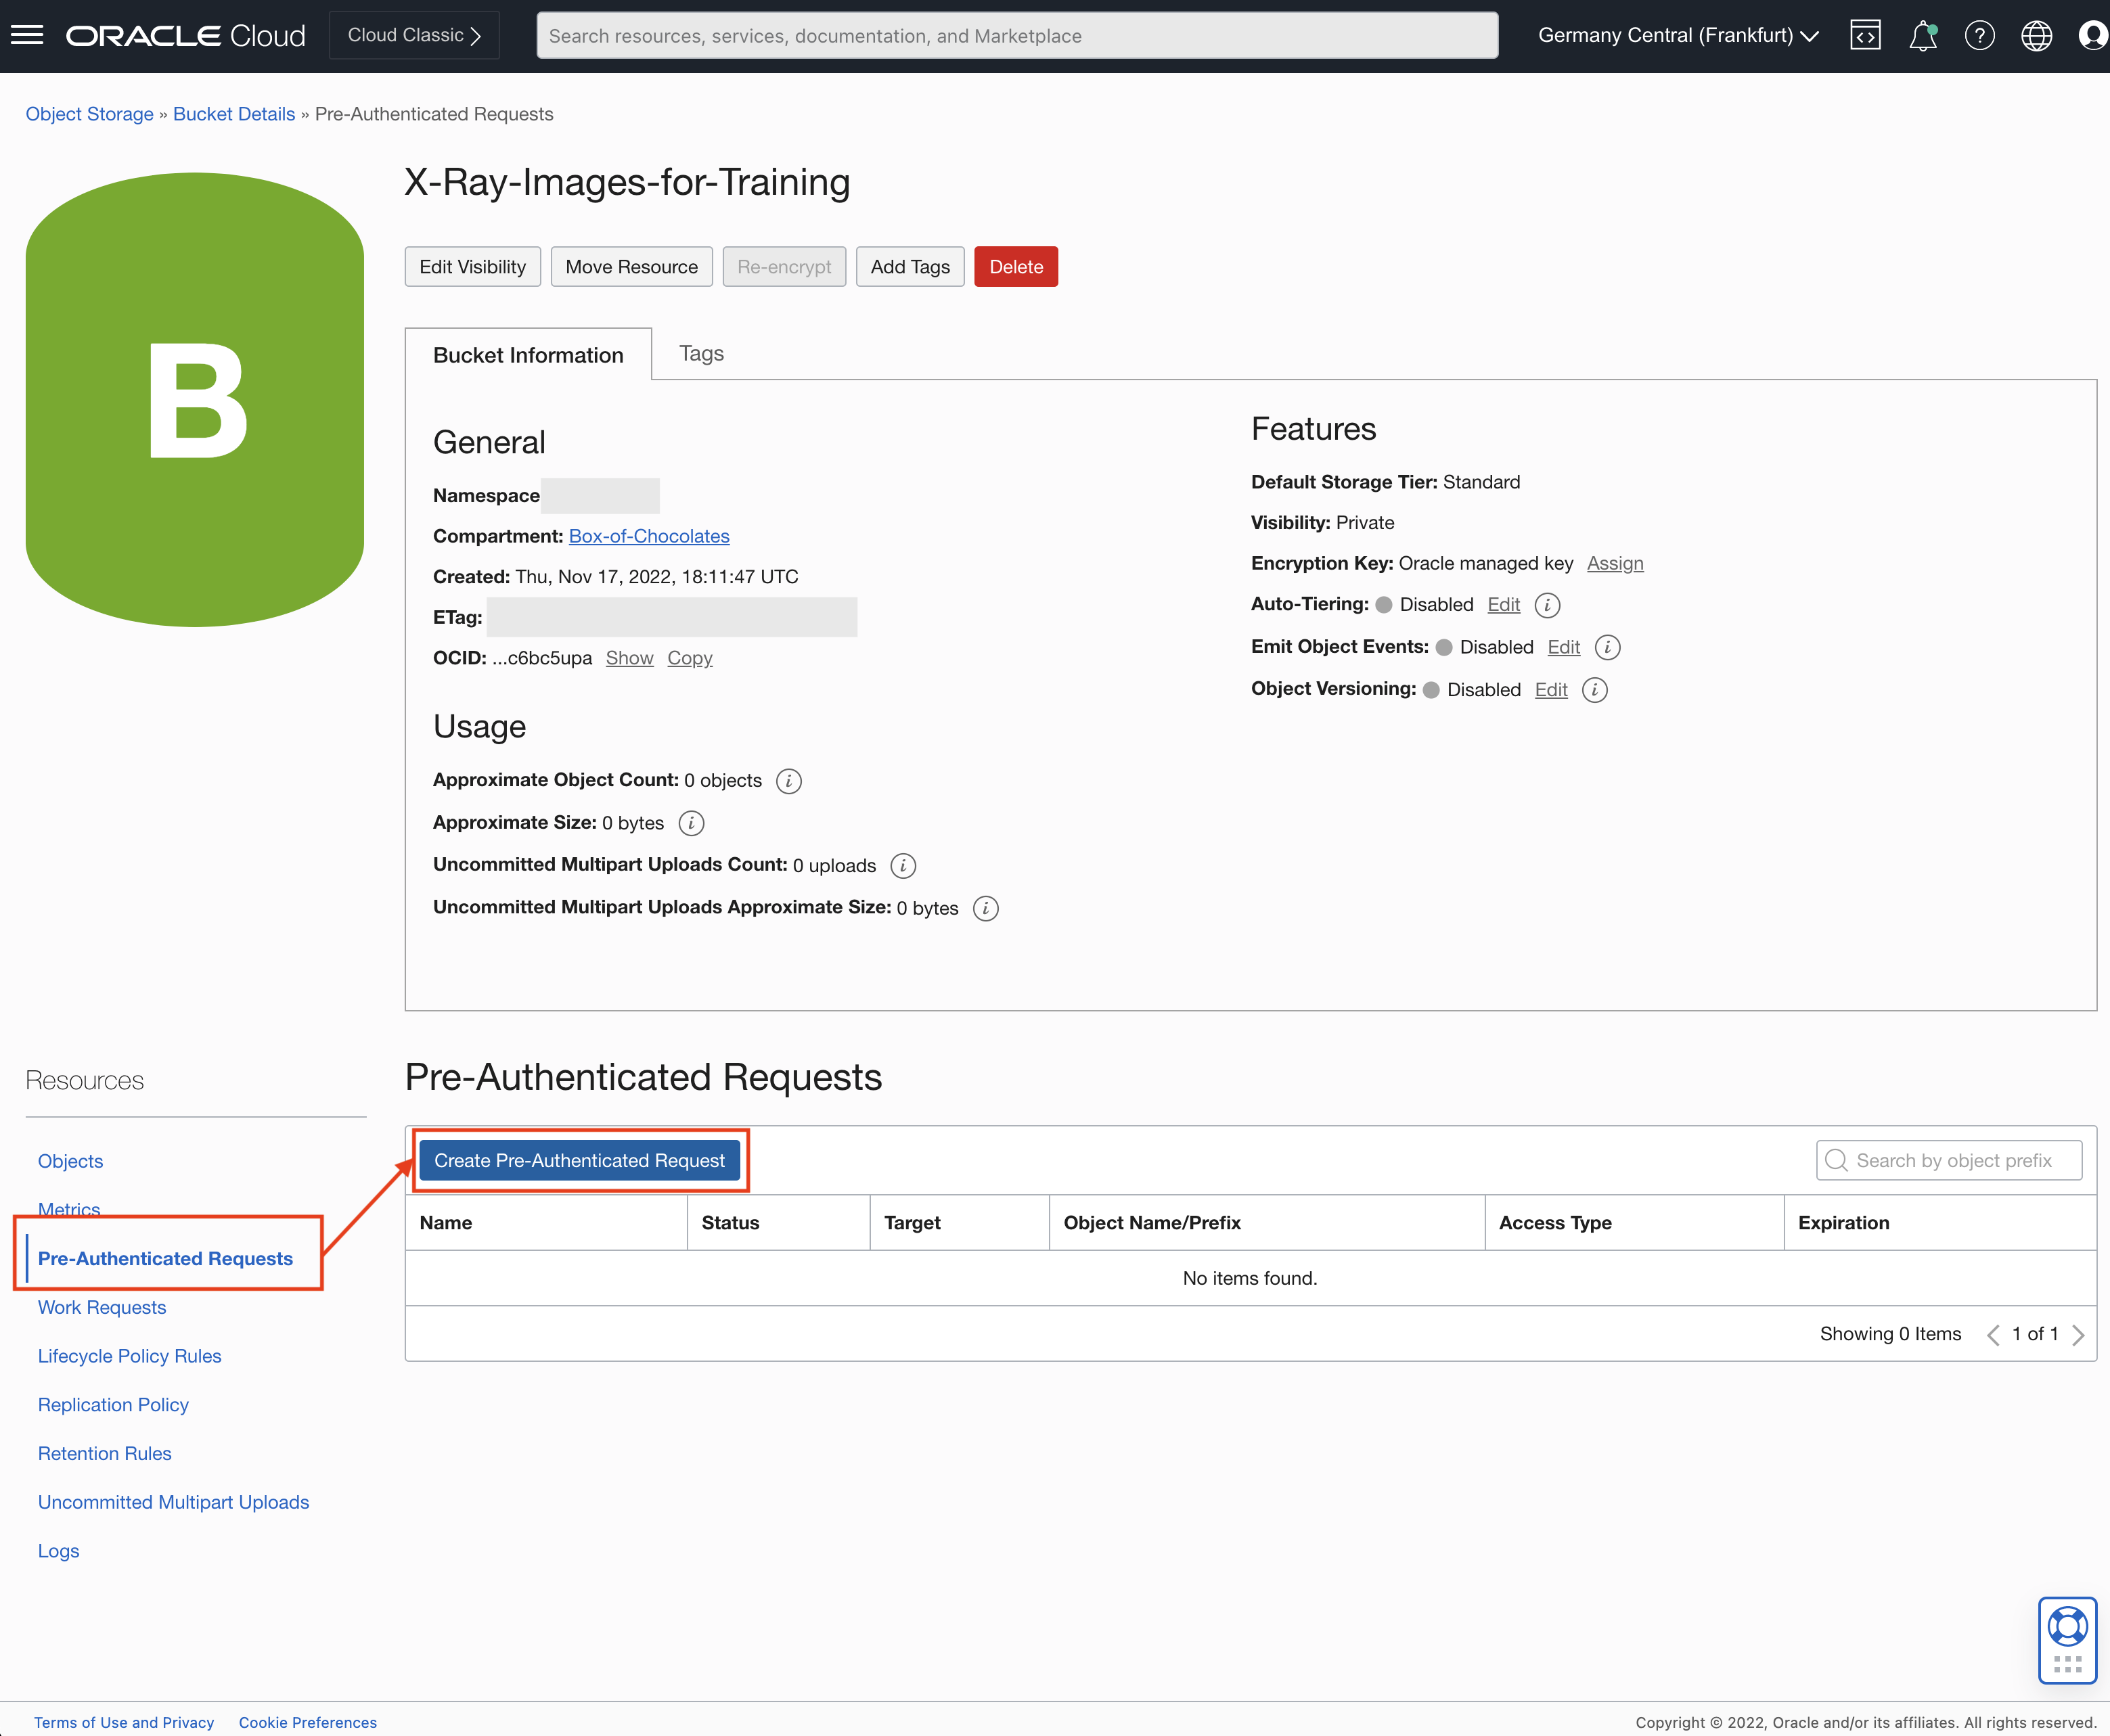 ORACLE Cloud
Cloud Classic
Search resources, services, documentation, and Marketplace
Germany Central (Frankfurt)
Object Storage » Bucket Details » Pre-Authenticated Requests
B
X-Ray-Images-for-Training
Edit Visibility
Move Resource
Re-encrypt
Add Tags
Delete
Bucket Information
Tags
General
Namespace
Compartment: Box-of-Chocolates
Created: Thu, Nov 17, 2022, 18:11:47 UTC
ETag:
OCID: ...c6bc5upa Show Copy
Usage
Approximate Object Count: 0 objects i
Approximate Size: 0 bytes i
Uncommitted Multipart Uploads Count: 0 uploads i
Uncommitted Multipart Uploads Approximate Size: 0 bytes i
Features
Default Storage Tier: Standard
Visibility: Private
Encryption Key: Oracle managed key Assign
Auto-Tiering: Disabled Edit i
Emit Object Events: Disabled Edit i
Object Versioning: Disabled Edit i
Resources
Objects
Metrics
Pre-Authenticated Requests
Work Requests
Lifecycle Policy Rules
Replication Policy
Retention Rules
Uncommitted Multipart Uploads
Logs
Pre-Authenticated Requests
Create Pre-Authenticated Request
Search by object prefix
Name Status Target Object Name/Prefix Access Type Expiration
No items found.
Showing 0 Items 1 of 1
Terms of Use and Privacy Cookie Preferences
Copyright © 2022, Oracle and/or its affiliates. All rights reserved.